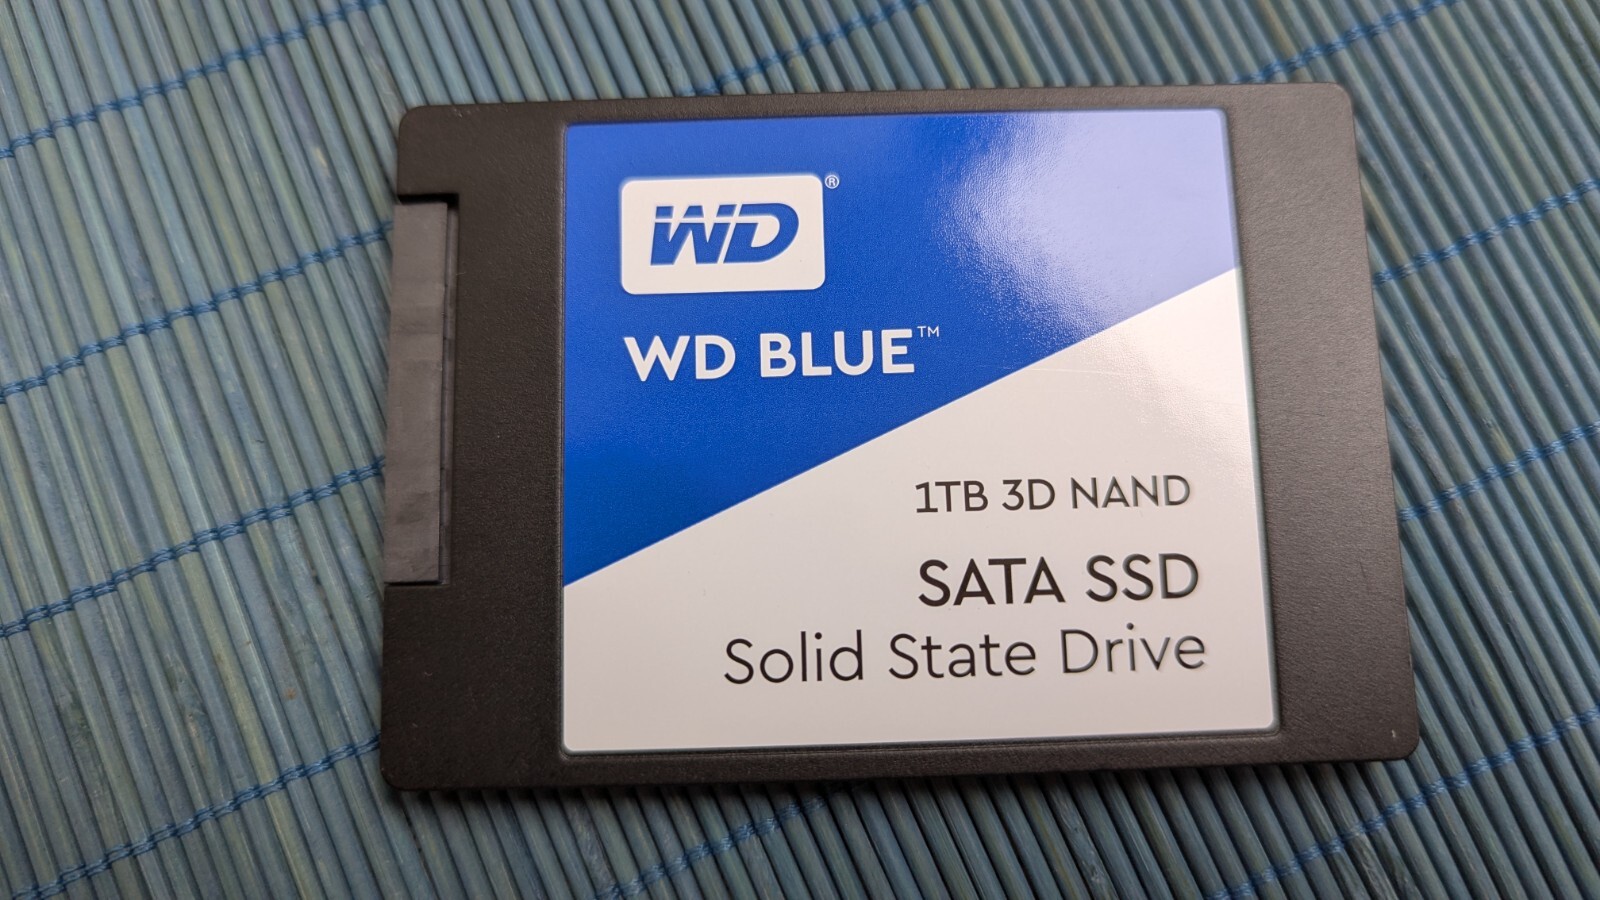 WD®
WD BLUE™
1TB 3D NAND
SATA SSD
Solid State Drive